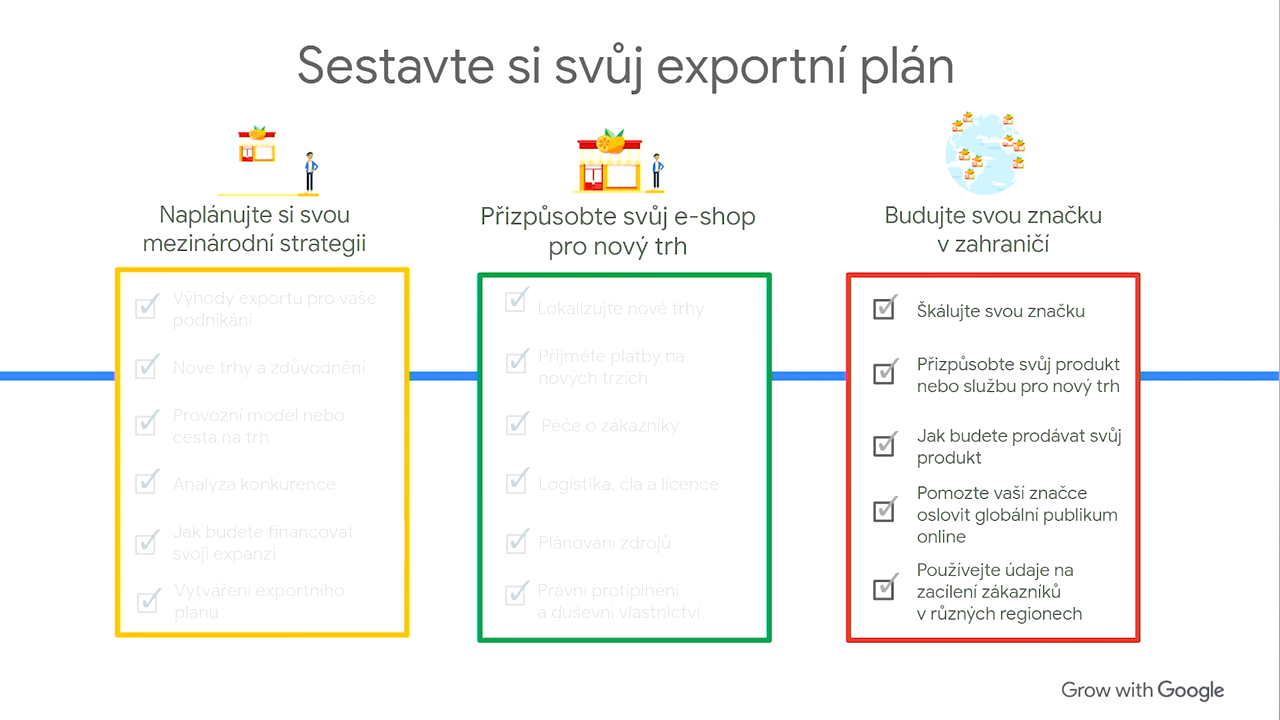 Sestavte si svůj exportní plán
Naplánujte si svou
mezinárodní strategii
Výhody exportu pro vaše
podnikání
Nové trhy a zdůvodnění
Provozní model nebo
cesta na trh
Analýza konkurence
Jak budete financovat
svoji expanzi
Vytváření exportního
plánu
Přizpůsobte svůj e-shop
pro nový trh
Lokalizujte nové trhy
Přijměte platby na
nových trzích
Péče o zákazníky
Logistika, cla a licence
Plánování zdrojů
Právní protiplnění
a duševní vlastnictví
Budujte svou značku
v zahraničí
Škálujte svou značku
Přizpůsobte svůj produkt
nebo službu pro nový trh
Jak budete prodávat svůj
produkt
Pomozte vaší značce
oslovit globální publikum
online
Používejte údaje na
zacílení zákazníků
v různých regionech
Grow with Google